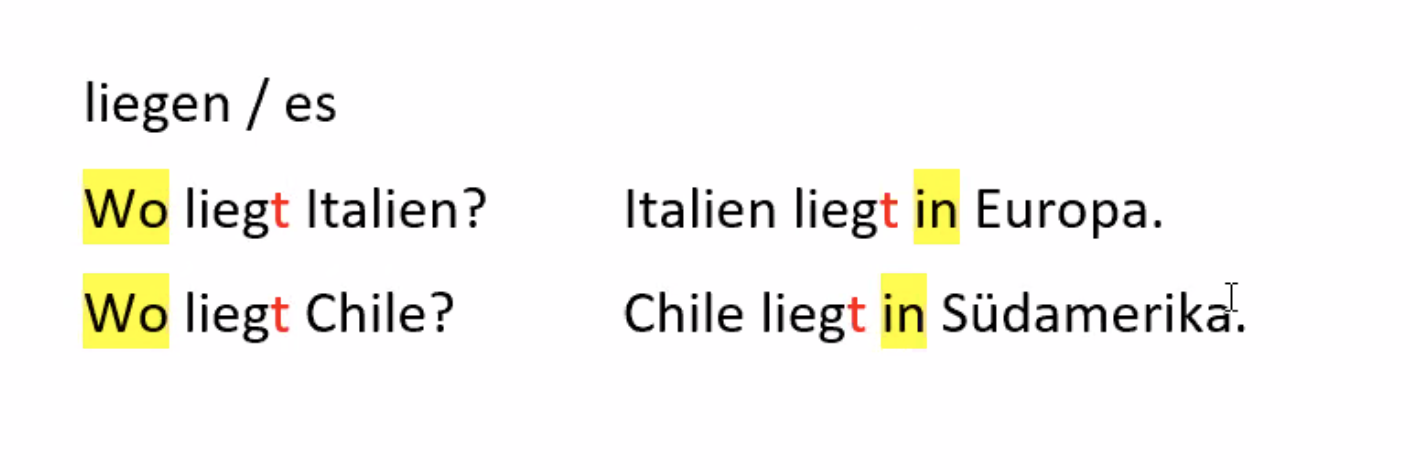 liegen / es
Wo liegt Italien? Italien liegt in Europa.
Wo liegt Chile? Chile liegt in Südamerika.